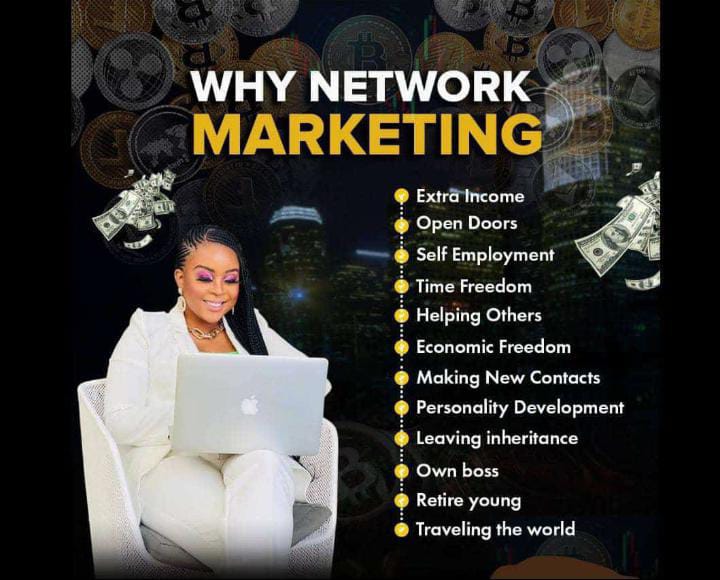 WHY NETWORK
MARKETING
Extra Income
Open Doors
Self Employment
Time Freedom
Helping Others
Economic Freedom
Making New Contacts
Personality Development
Leaving inheritance
Own boss
Retire young
Traveling the world